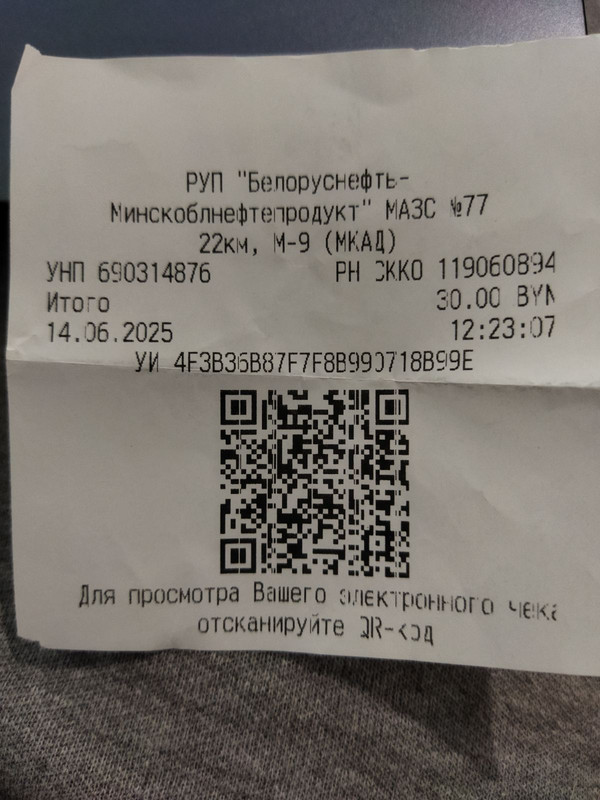 РУП "Белоруснефть-
Минскоблнефтепродукт" МАЗС №77
22км, М-9 (МКАД)
УНП 690314876 РН СККО 119060894
Итого 30.00 BYN
14.06.2025 12:23:07
УИ 4F3B36B87F7F8B990718B99E
Для просмотра Вашего электронного чека
отсканируйте QR-код